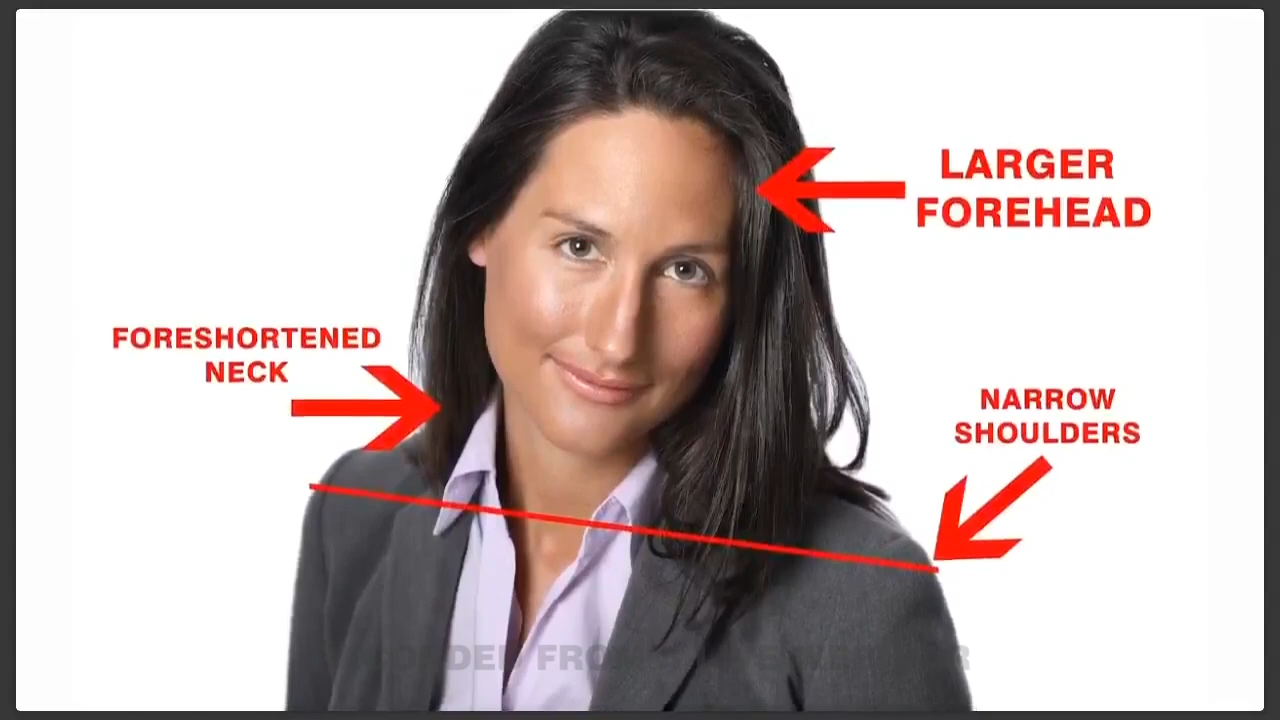 LARGER
FOREHEAD
FORESHORTENED
NECK
NARROW
SHOULDERS